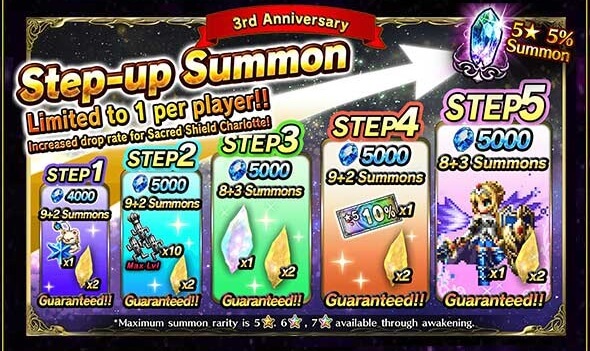 3rd Anniversary
5★ 5%
Summon
Step-up Summon
Limited to 1 per player!!
Increased drop rate for Sacred Shield Charlotte!
STEP1
4000
9+2 Summons
x1
x2
Guaranteed!!
STEP2
5000
9+2 Summons
x10
Max Lvl
x2
Guaranteed!!
STEP3
5000
8+3 Summons
x1
x2
Guaranteed!!
STEP4
5000
9+2 Summons
★5 10% x1
x2
Guaranteed!!
STEP5
5000
8+3 Summons
x1
x2
Guaranteed!!
*Maximum summon rarity is 5★. 6★, 7★ available through awakening.